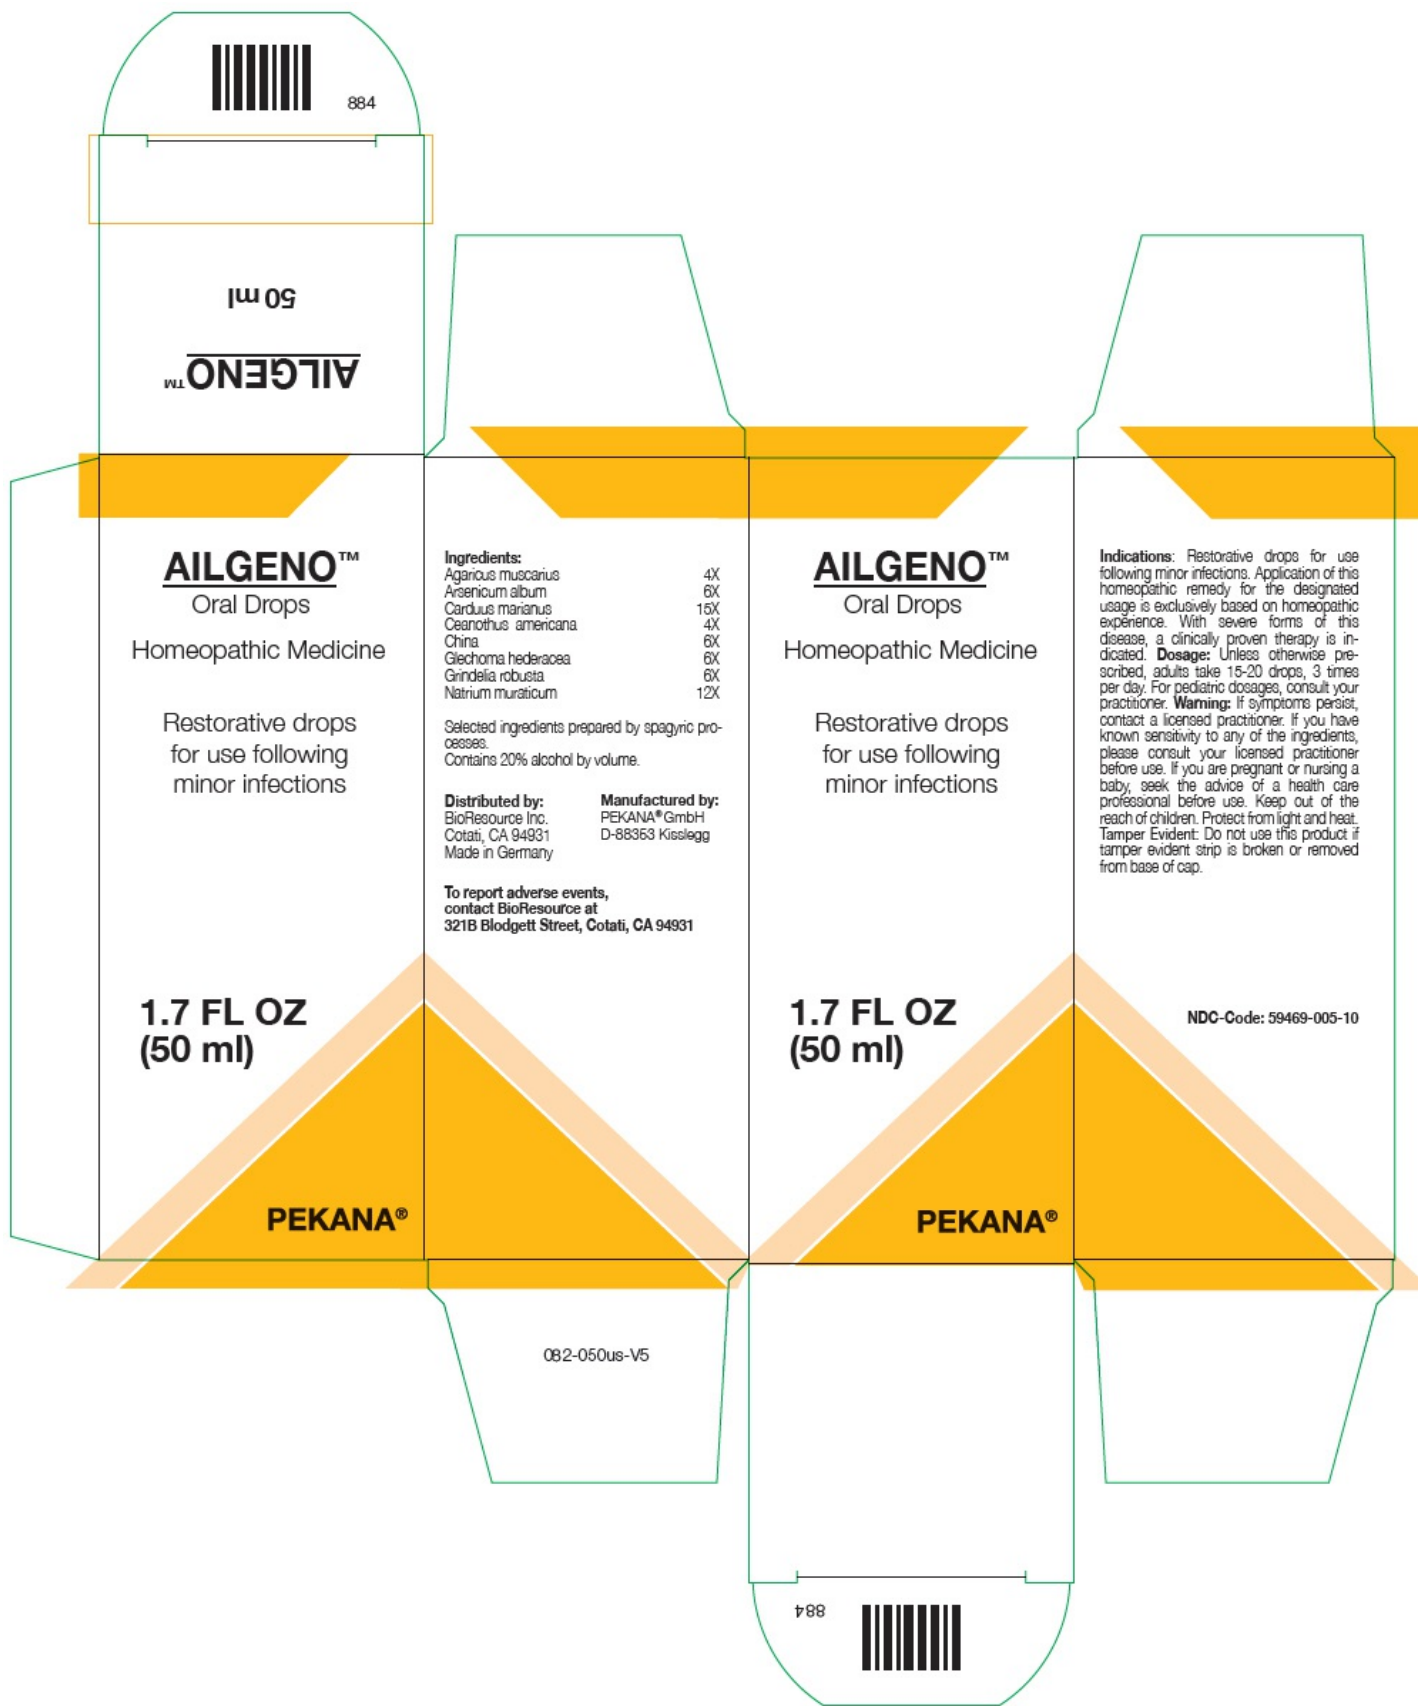 884
50 ml
AILGENO™
AILGENO™
Oral Drops
Homeopathic Medicine
Restorative drops
for use following
minor infections
1.7 FL OZ
(50 ml)
PEKANA®
Ingredients:
Agaricus muscarius 4X
Arsenicum album 6X
Carduus marianus 15X
Ceanothus americana 4X
China 6X
Glechoma hederacea 6X
Grindelia robusta 6X
Natrium muraticum 12X
Selected ingredients prepared by spagyric pro-
cesses.
Contains 20% alcohol by volume.
Distributed by:
BioResource Inc.
Cotati, CA 94931
Made in Germany
Manufactured by:
PEKANA® GmbH
D-88353 Kisslegg
To report adverse events,
contact BioResource at
321B Blodgett Street, Cotati, CA 94931
AILGENO™
Oral Drops
Homeopathic Medicine
Restorative drops
for use following
minor infections
1.7 FL OZ
(50 ml)
PEKANA®
Indications: Restorative drops for use
following minor infections. Application of this
homeopathic remedy for the designated
usage is exclusively based on homeopathic
experience. With severe forms of this
disease, a clinically proven therapy is in-
dicated. Dosage: Unless otherwise pre-
scribed, adults take 15-20 drops, 3 times
per day. For pediatric dosages, consult your
practitioner. Warning: If symptoms persist,
contact a licensed practitioner. If you have
known sensitivity to any of the ingredients,
please consult your licensed practitioner
before use. If you are pregnant or nursing a
baby, seek the advice of a health care
professional before use. Keep out of the
reach of children. Protect from light and heat.
Tamper Evident: Do not use this product if
tamper evident strip is broken or removed
from base of cap.
NDC-Code: 59469-005-10
082-050us-V5
884